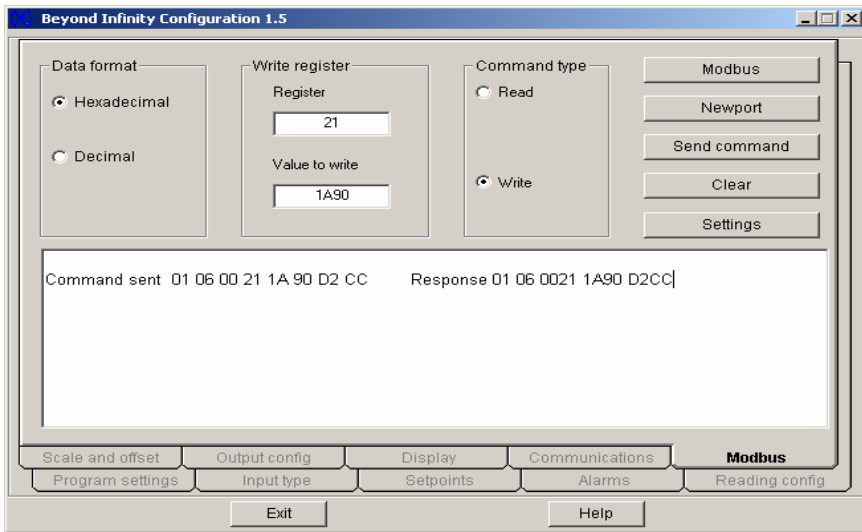 Beyond Infinity Configuration 1.5
Data format
Hexadecimal
Decimal
Write register
Register
21
Value to write
1A90
Command type
Read
Write
Modbus
Newport
Send command
Clear
Settings
Command sent 01 06 00 21 1A 90 D2 CC Response 01 06 0021 1A90 D2CC
Scale and offset Output config Display Communications Modbus
Program settings Input type Setpoints Alarms Reading config
Exit Help